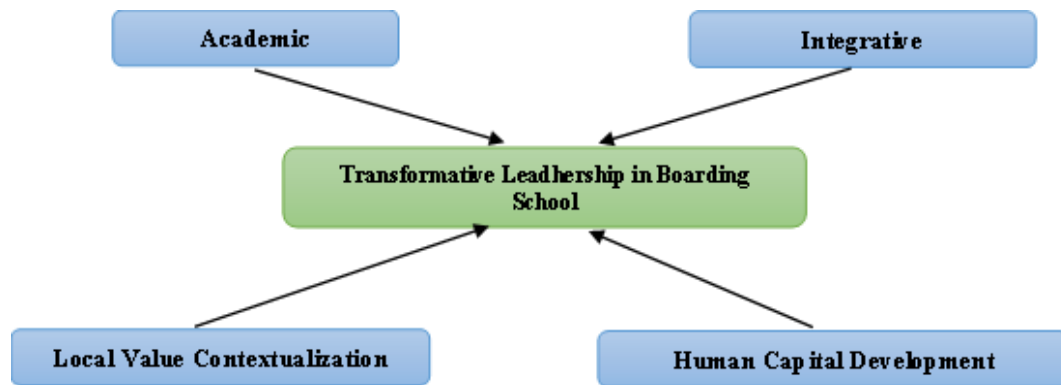 Academic
Integrative
Transformative Leadhership in Boarding
School
Local Value Contextualization
Human Capital Development